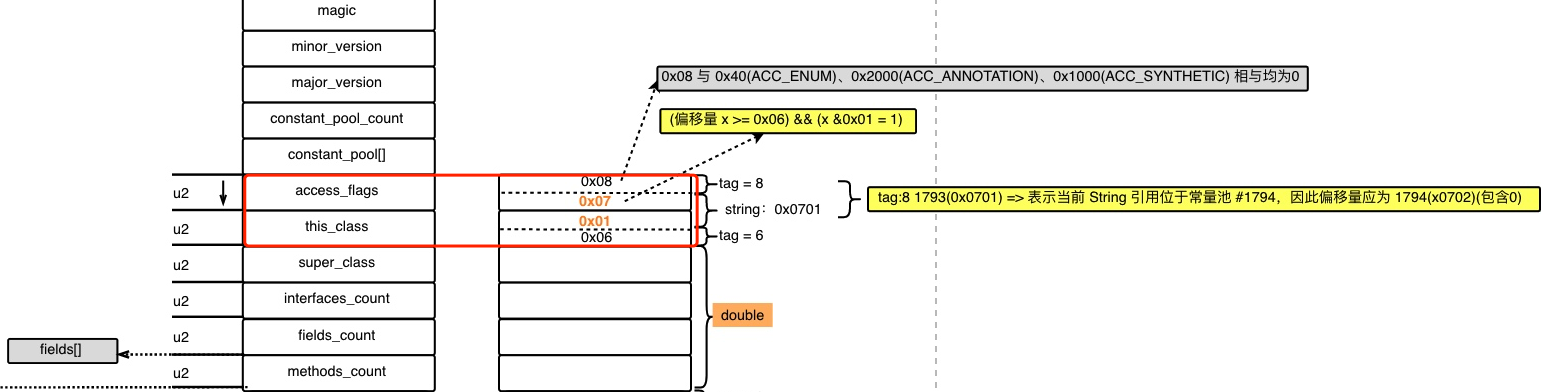 magic
minor_version
major_version
0x08 与 0x40(ACC_ENUM)、0x2000(ACC_ANNOTATION)、0x1000(ACC_SYNTHETIC) 相与均为0
constant_pool_count
(偏移量 x >= 0x06) && (x &0x01 = 1)
constant_pool[]
u2
access_flags
0x08
0x07
tag = 8
string：0x0701
tag:8 1793(0x0701) => 表示当前 String 引用位于常量池 #1794，因此偏移量应为 1794(x0702)(包含0)
u2
this_class
0x01
0x06
tag = 6
u2
super_class
u2
interfaces_count
double
u2
fields_count
fields[]
u2
methods_count